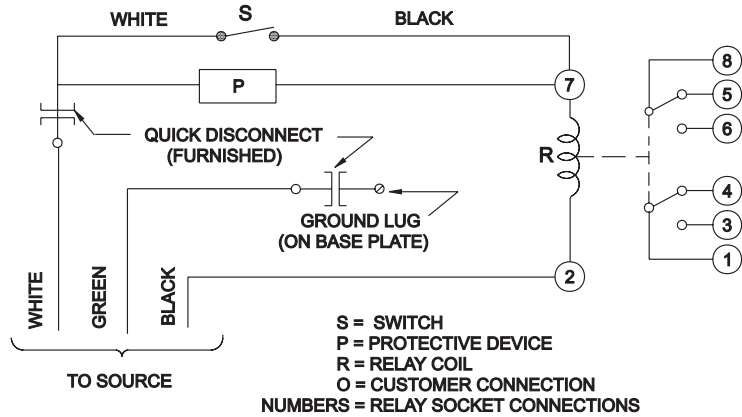 WHITE
S
BLACK
P
7
8
5
6
QUICK DISCONNECT
(FURNISHED)
R
4
3
1
GROUND LUG
(ON BASE PLATE)
2
WHITE
GREEN
BLACK
TO SOURCE
S = SWITCH
P = PROTECTIVE DEVICE
R = RELAY COIL
O = CUSTOMER CONNECTION
NUMBERS = RELAY SOCKET CONNECTIONS